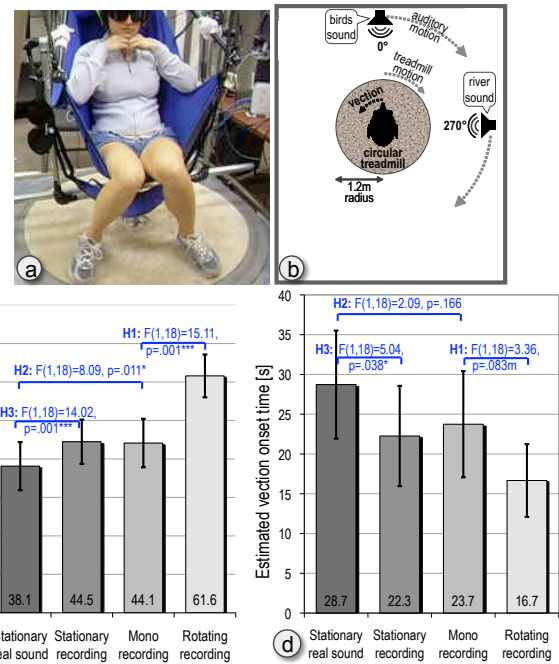 birds
sound
0°
auditory
motion
treadmill
motion
river
sound
vection
270°
circular
treadmill
1.2m
radius
a
b
H1: F(1,18)=15.11,
p=.001***
H2: F(1,18)=8.09, p=.011*
H3: F(1,18)=14.02,
p=.001***
38.1
44.5
44.1
61.6
Stationary
real sound
Stationary
recording
Mono
recording
Rotating
recording
Estimated vection onset time [s]
40
35
30
25
20
15
10
5
0
H2: F(1,18)=2.09, p=.166
H3: F(1,18)=5.04,
p=.038*
H1: F(1,18)=3.36,
p=.083m
28.7
22.3
23.7
16.7
d
Stationary
real sound
Stationary
recording
Mono
recording
Rotating
recording